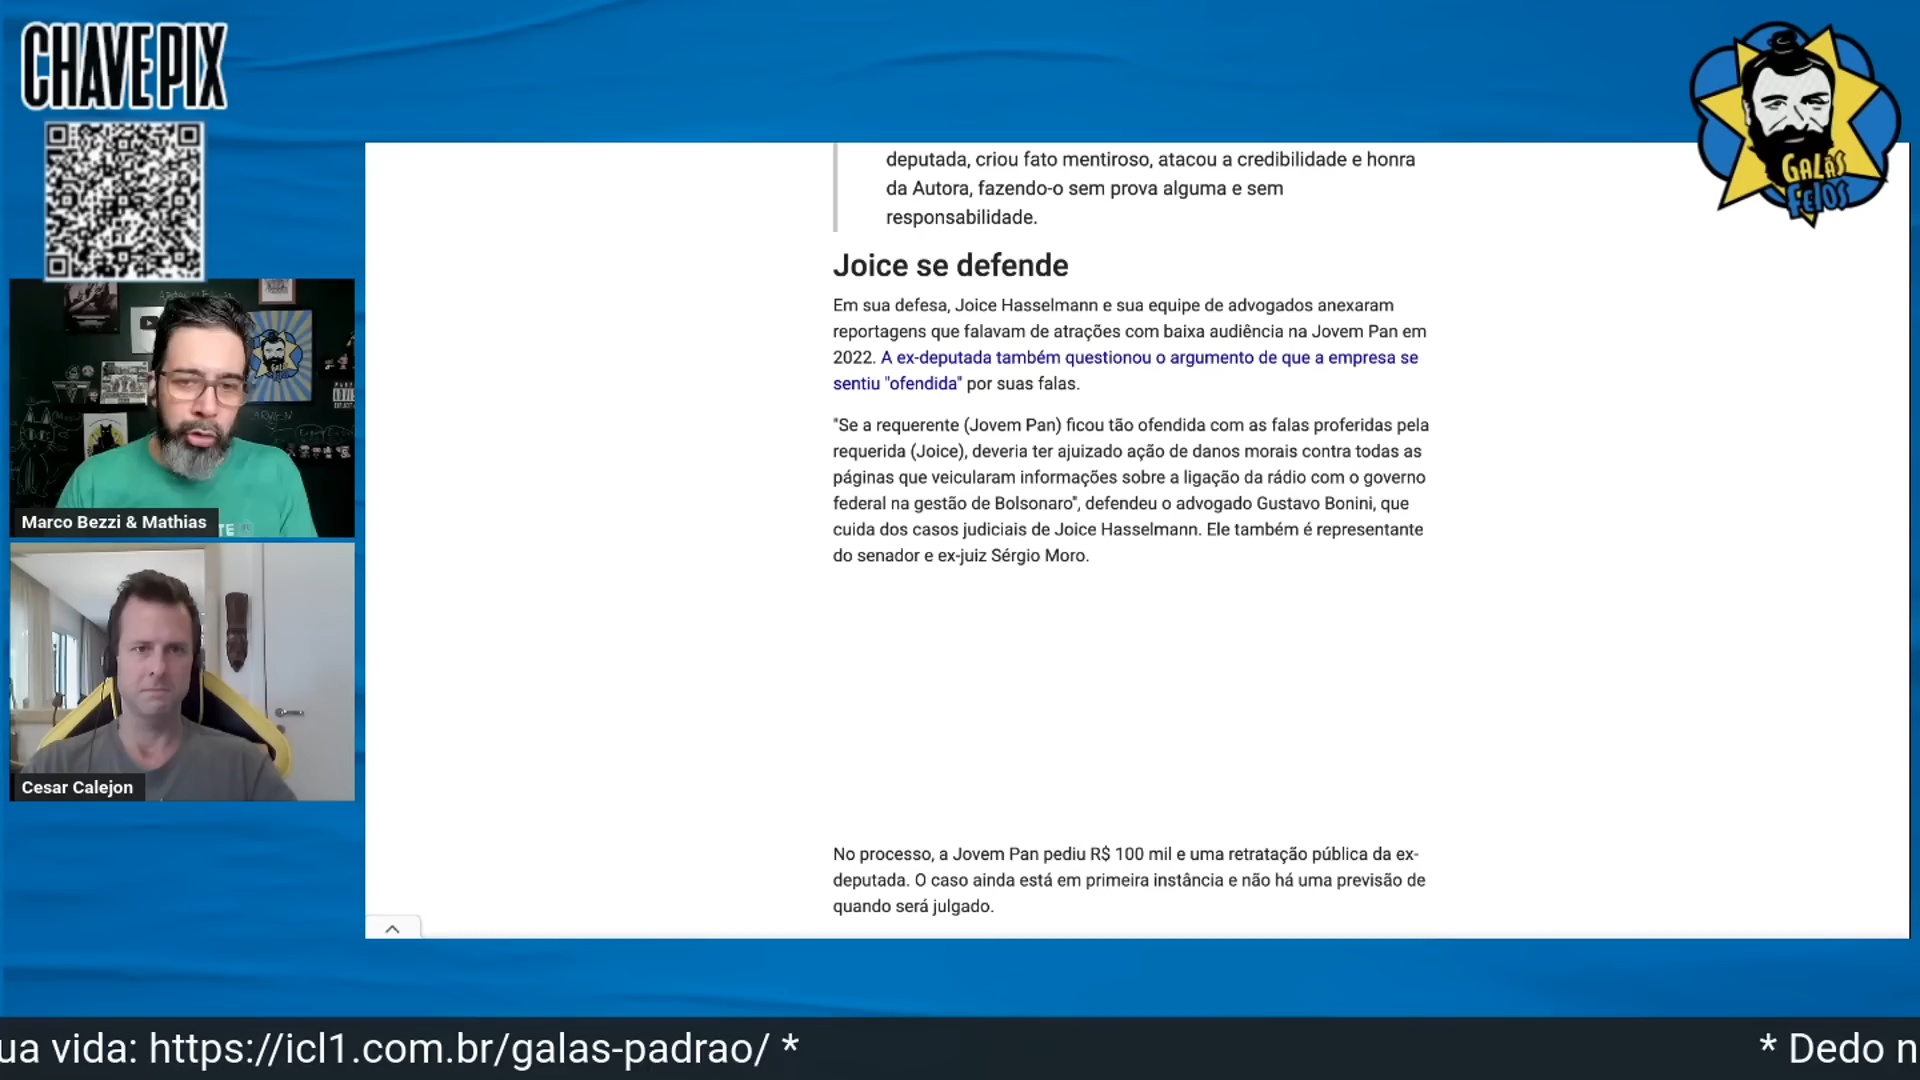 CHAVE PIX
GALÃS
FEIOS
deputada, criou fato mentiroso, atacou a credibilidade e honra
da Autora, fazendo-o sem prova alguma e sem
responsabilidade.
Joice se defende
Em sua defesa, Joice Hasselmann e sua equipe de advogados anexaram
reportagens que falavam de atrações com baixa audiência na Jovem Pan em
2022. A ex-deputada também questionou o argumento de que a empresa se
sentiu "ofendida" por suas falas.
"Se a requerente (Jovem Pan) ficou tão ofendida com as falas proferidas pela
requerida (Joice), deveria ter ajuizado ação de danos morais contra todas as
páginas que veicularam informações sobre a ligação da rádio com o governo
federal na gestão de Bolsonaro", defendeu o advogado Gustavo Bonini, que
cuida dos casos judiciais de Joice Hasselmann. Ele também é representante
do senador e ex-juiz Sérgio Moro.
No processo, a Jovem Pan pediu R$ 100 mil e uma retratação pública da ex-
deputada. O caso ainda está em primeira instância e não há uma previsão de
quando será julgado.
Marco Bezzi & Mathias
TE
Cesar Calejon
ua vida: https://icl1.com.br/galas-padrao/ *
* Dedo n